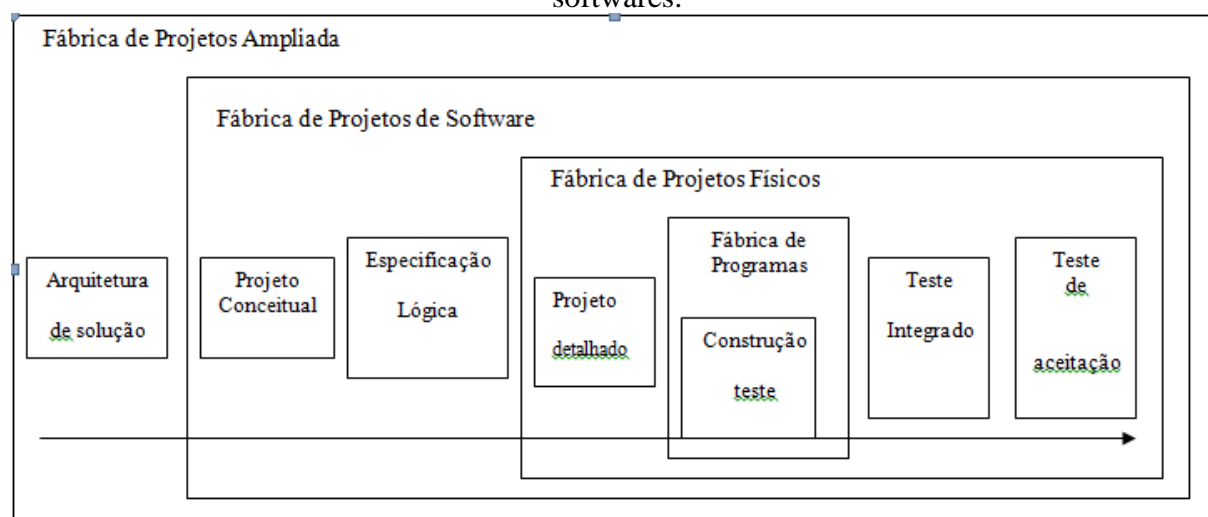 softwares.
Fábrica de Projetos Ampliada
Fábrica de Projetos de Software
Fábrica de Projetos Físicos
Arquitetura
de solução
Projeto
Conceitual
Especificação
Lógica
Projeto
detalhado
Fábrica de
Programas
Construção
teste
Teste
Integrado
Teste
de
aceitação